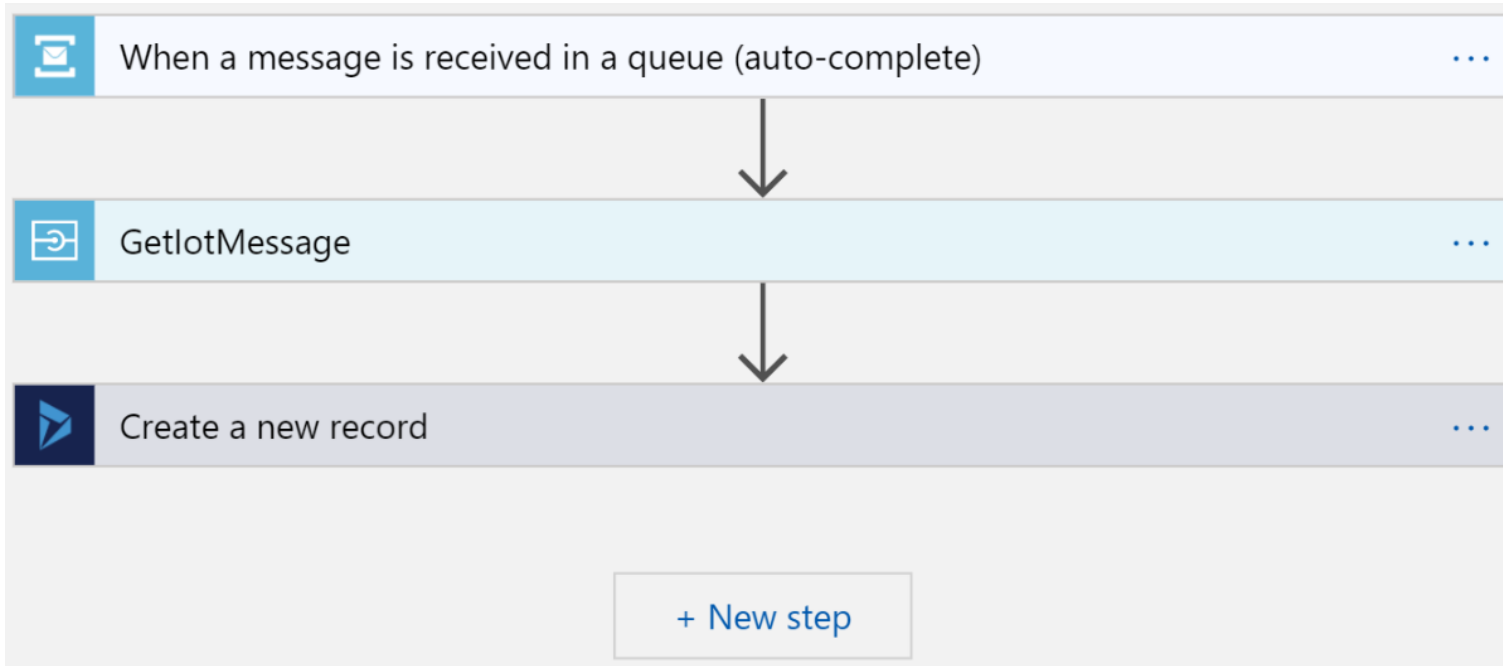 When a message is received in a queue (auto-complete)
GetIotMessage
Create a new record
+ New step